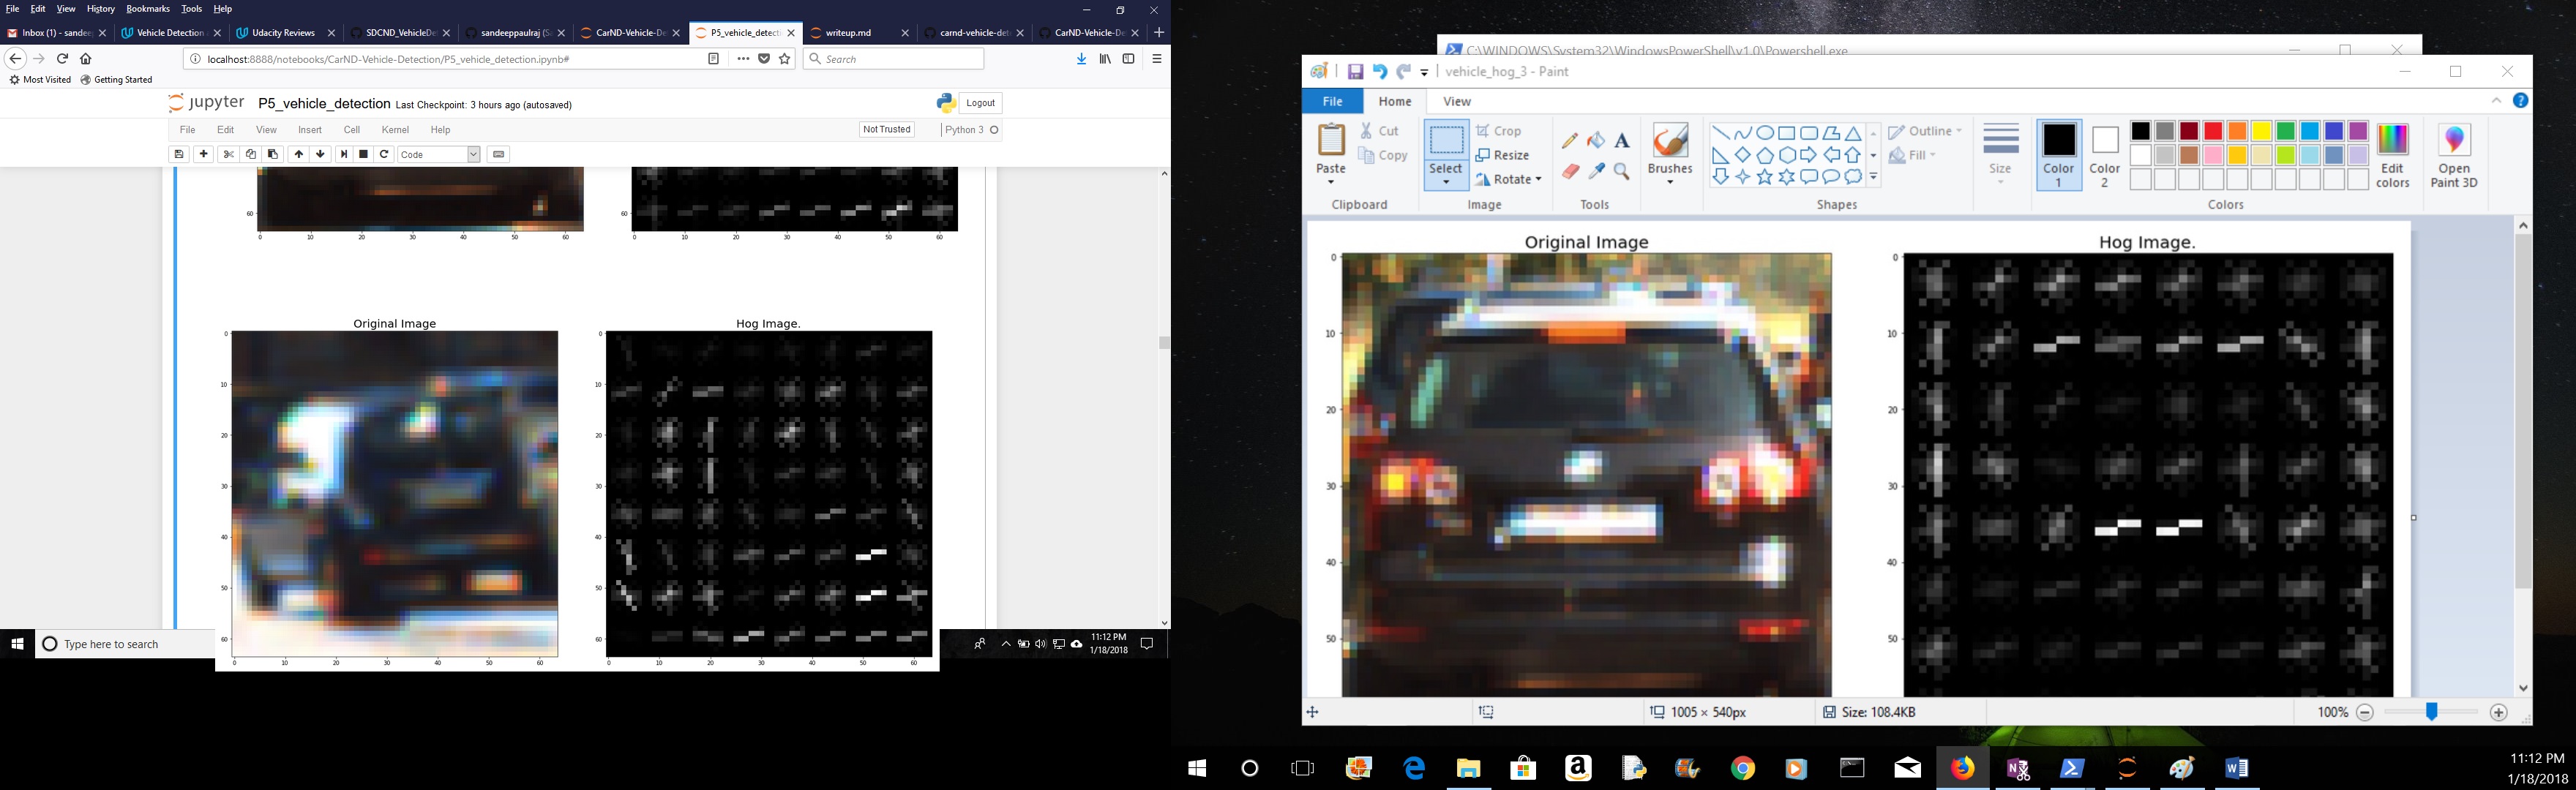 File Edit View History Bookmarks Tools Help
Inbox (1) - sandee
Vehicle Detection
Udacity Reviews
SDCND_VehicleDe
sandeeppaulraj (S
CarND-Vehicle-De
P5_vehicle_detecti
writeup.md
carnd-vehicle-det
CarND-Vehicle-De
localhost:8888/notebooks/CarND-Vehicle-Detection/P5_vehicle_detection.ipynb#
Search
Most Visited Getting Started
jupyter P5_vehicle_detection Last Checkpoint: 3 hours ago (autosaved)
Logout
File Edit View Insert Cell Kernel Help
Not Trusted
Python 3
Code
60
0 10 20 30 40 50 60
60
0 10 20 30 40 50 60
Original Image
0
10
20
30
40
50
60
0 10 20 30 40 50 60
Hog Image.
0
10
20
30
40
50
60
0 10 20 30 40 50 60
Type here to search
11:12 PM
1/18/2018
C:\WINDOWS\System32\WindowsPowerShell\v1.0\Powershell.exe
vehicle_hog_3 - Paint
File Home View
Paste
Cut
Copy
Clipboard
Select
Crop
Resize
Rotate
Image
Tools
Brushes
Shapes
Outline
Fill
Size
Color
1
Color
2
Edit
colors
Colors
Open
Paint 3D
Original Image
0
10
20
30
40
50
Hog Image.
0
10
20
30
40
50
1005 × 540px
Size: 108.4KB
100%
11:12 PM
1/18/2018